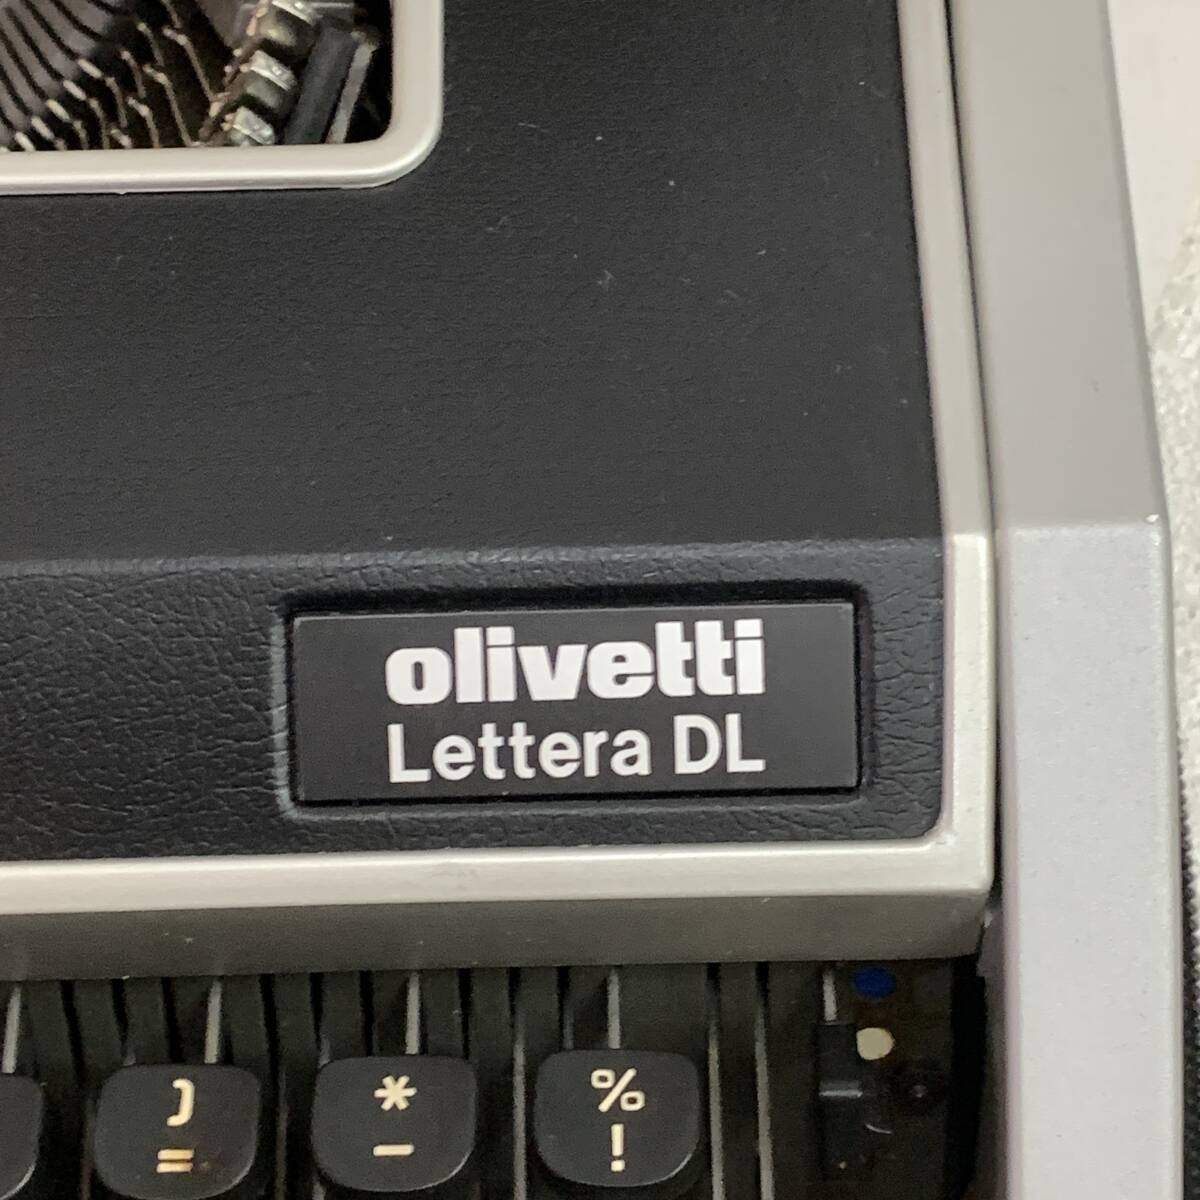 olivetti
Lettera DL
) * %
= - !